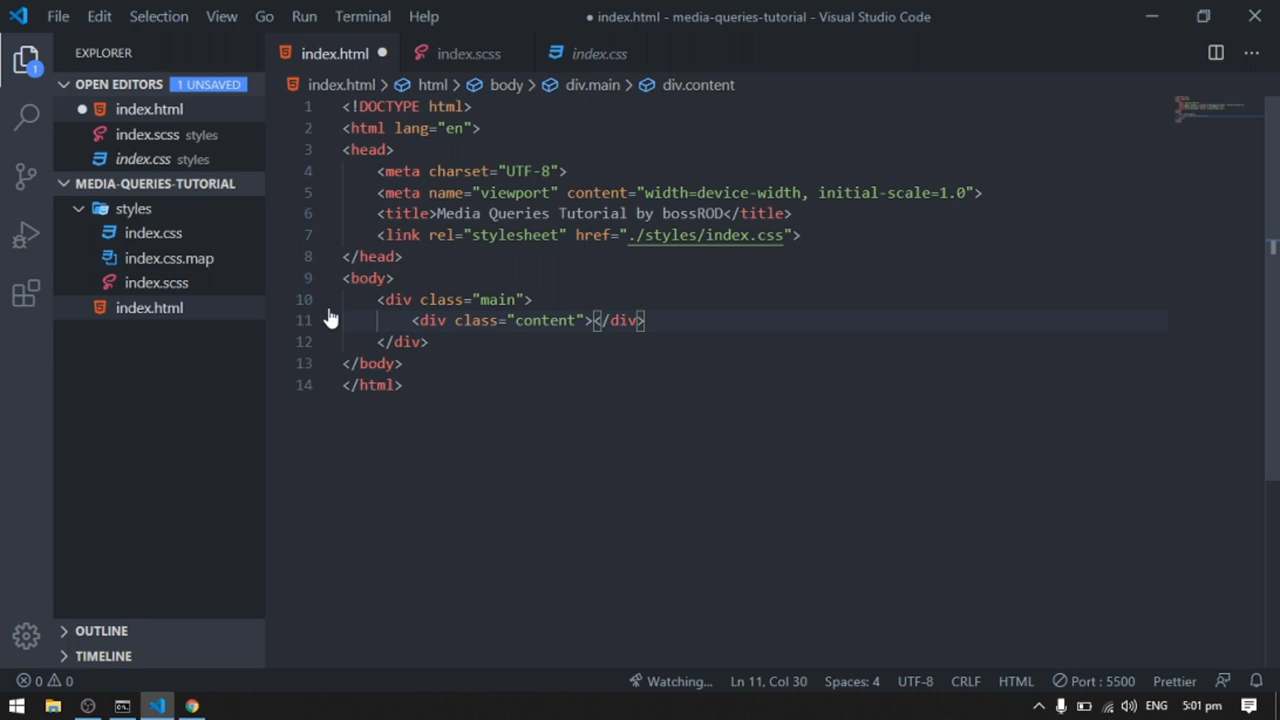 File Edit Selection View Go Run Terminal Help
● index.html - media-queries-tutorial - Visual Studio Code
EXPLORER
index.html ●
index.scss
index.css
OPEN EDITORS 1 UNSAVED
index.html > html > body > div.main > div.content
● index.html
index.scss styles
index.css styles
MEDIA-QUERIES-TUTORIAL
styles
index.css
index.css.map
index.scss
index.html
1 <!DOCTYPE html>
2 <html lang="en">
3 <head>
4 <meta charset="UTF-8">
5 <meta name="viewport" content="width=device-width, initial-scale=1.0">
6 <title>Media Queries Tutorial by bossROD</title>
7 <link rel="stylesheet" href="./styles/index.css">
8 </head>
9 <body>
10 <div class="main">
11 <div class="content"></div>
12 </div>
13 </body>
14 </html>
1
OUTLINE
TIMELINE
0 0
Watching... Ln 11, Col 30 Spaces: 4 UTF-8 CRLF HTML Port : 5500 Prettier
ENG 5:01 pm